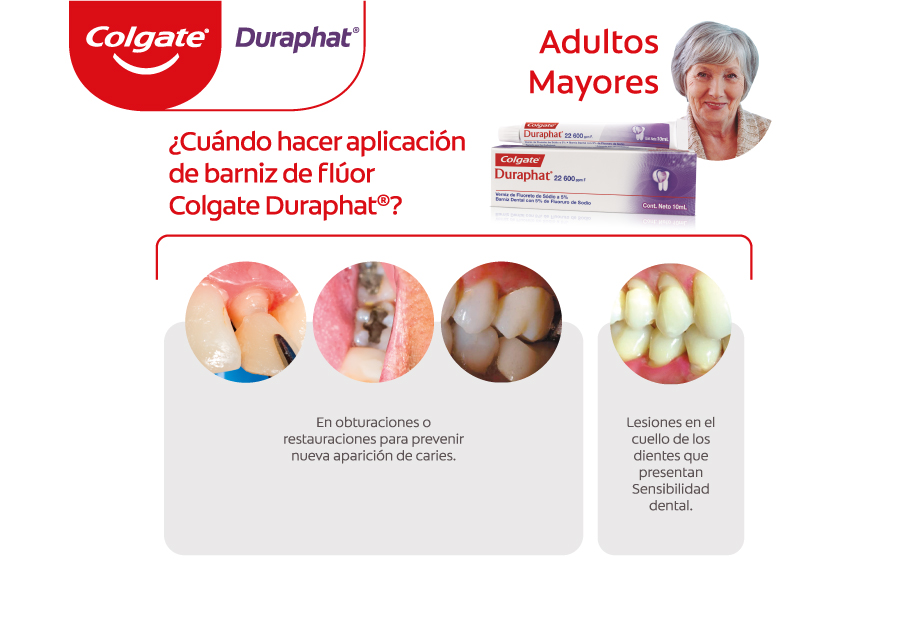 Colgate®
Duraphat®
Adultos
Mayores
¿Cuándo hacer aplicación
de barniz de flúor
Colgate Duraphat®?
Colgate
Duraphat® 22 600 ppm F
Colgate
Duraphat® 22 600 ppm F
Verniz de Fluoreto de Sódio a 5%
Barniz Dental con 5% de Fluoruro de Sodio
Cont. Neto 10mL
En obturaciones o
restauraciones para prevenir
nueva aparición de caries.
Lesiones en el
cuello de los
dientes que
presentan
Sensibilidad
dental.